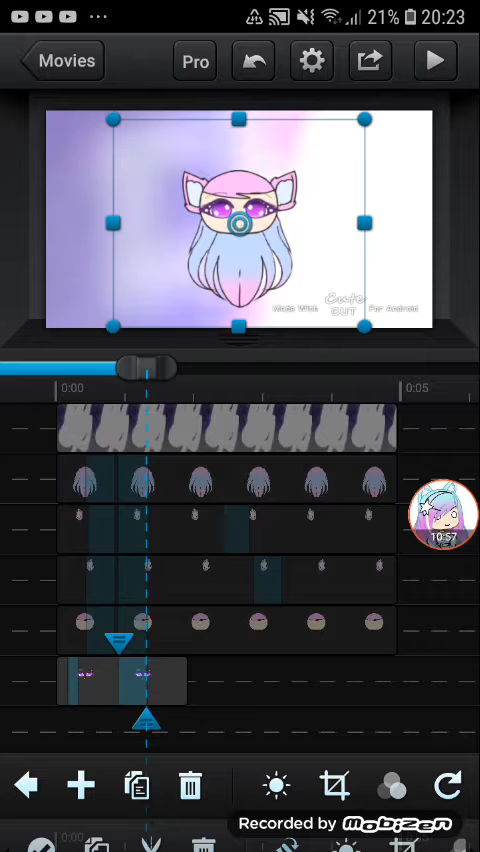 21% 20:23
Movies
Pro
Made With Cute CUT For Android
0:00 0:05
10:57
Recorded by MOBIZEN
0:00